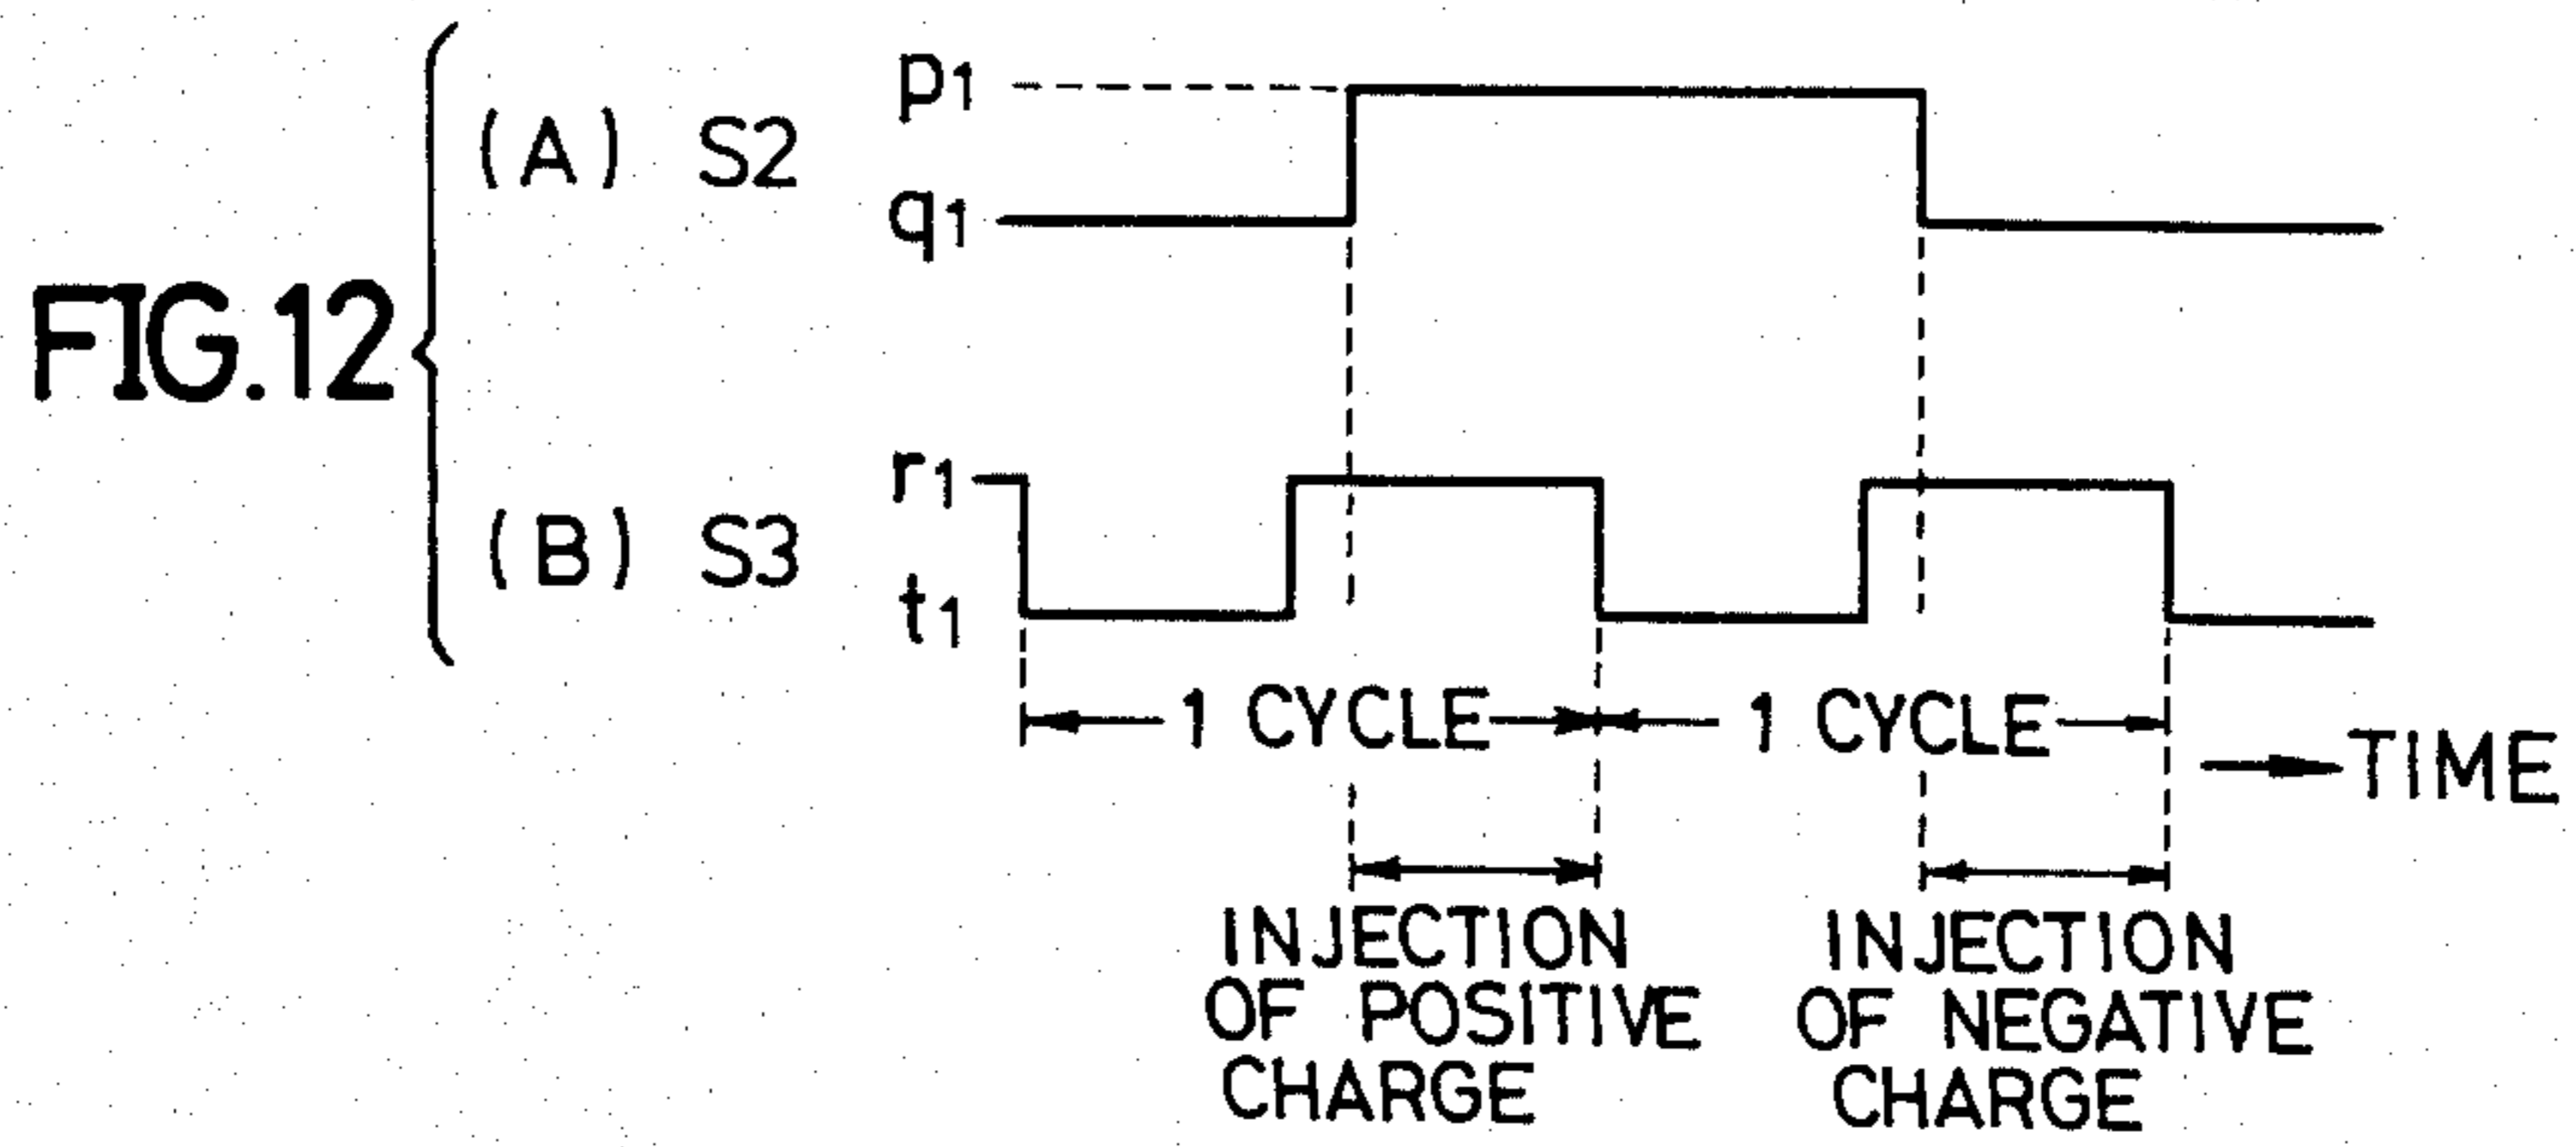 FIG.12
(A) S2
p1
q1
(B) S3
r1
t1
1 CYCLE
1 CYCLE
TIME
INJECTION
OF POSITIVE
CHARGE
INJECTION
OF NEGATIVE
CHARGE